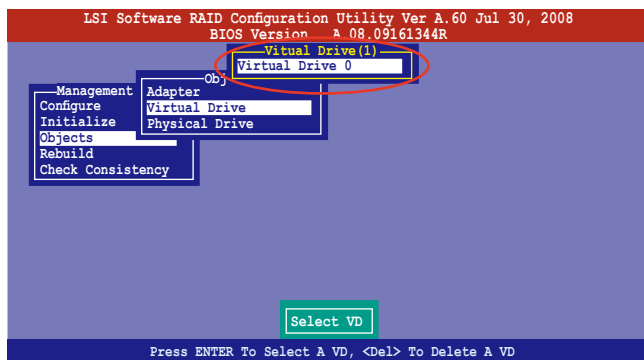 LSI Software RAID Configuration Utility Ver A.60 Jul 30, 2008
BIOS Version A.08.09161344R
Vitual Drive(1)
Virtual Drive 0
Obj
Adapter
Virtual Drive
Physical Drive
Management
Configure
Initialize
Objects
Rebuild
Check Consistency
Select VD
Press ENTER To Select A VD, <Del> To Delete A VD